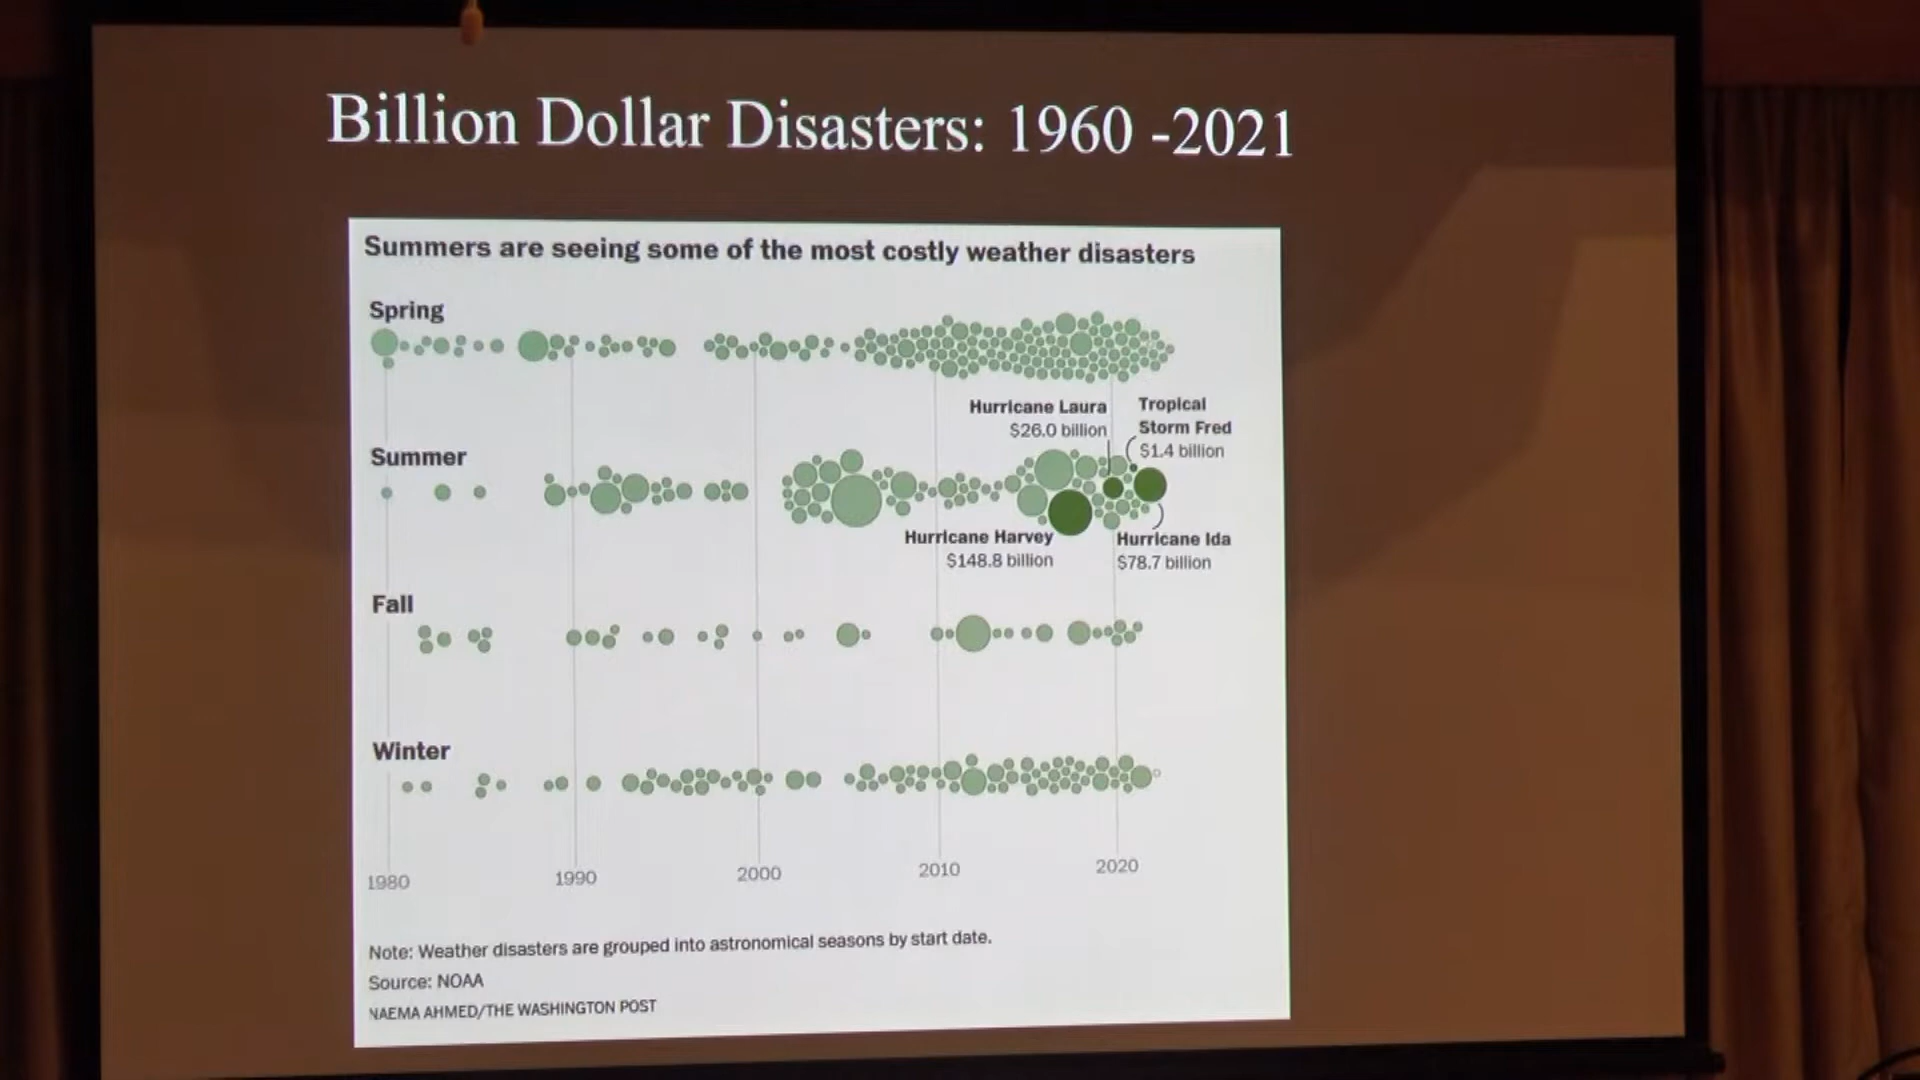 Billion Dollar Disasters: 1960 -2021
Summers are seeing some of the most costly weather disasters
Spring
Hurricane Laura
$26.0 billion
Tropical
Storm Fred
$1.4 billion
Summer
Hurricane Harvey
$148.8 billion
Hurricane Ida
$78.7 billion
Fall
Winter
1980
1990
2000
2010
2020
Note: Weather disasters are grouped into astronomical seasons by start date.
Source: NOAA
NAEMA AHMED/THE WASHINGTON POST